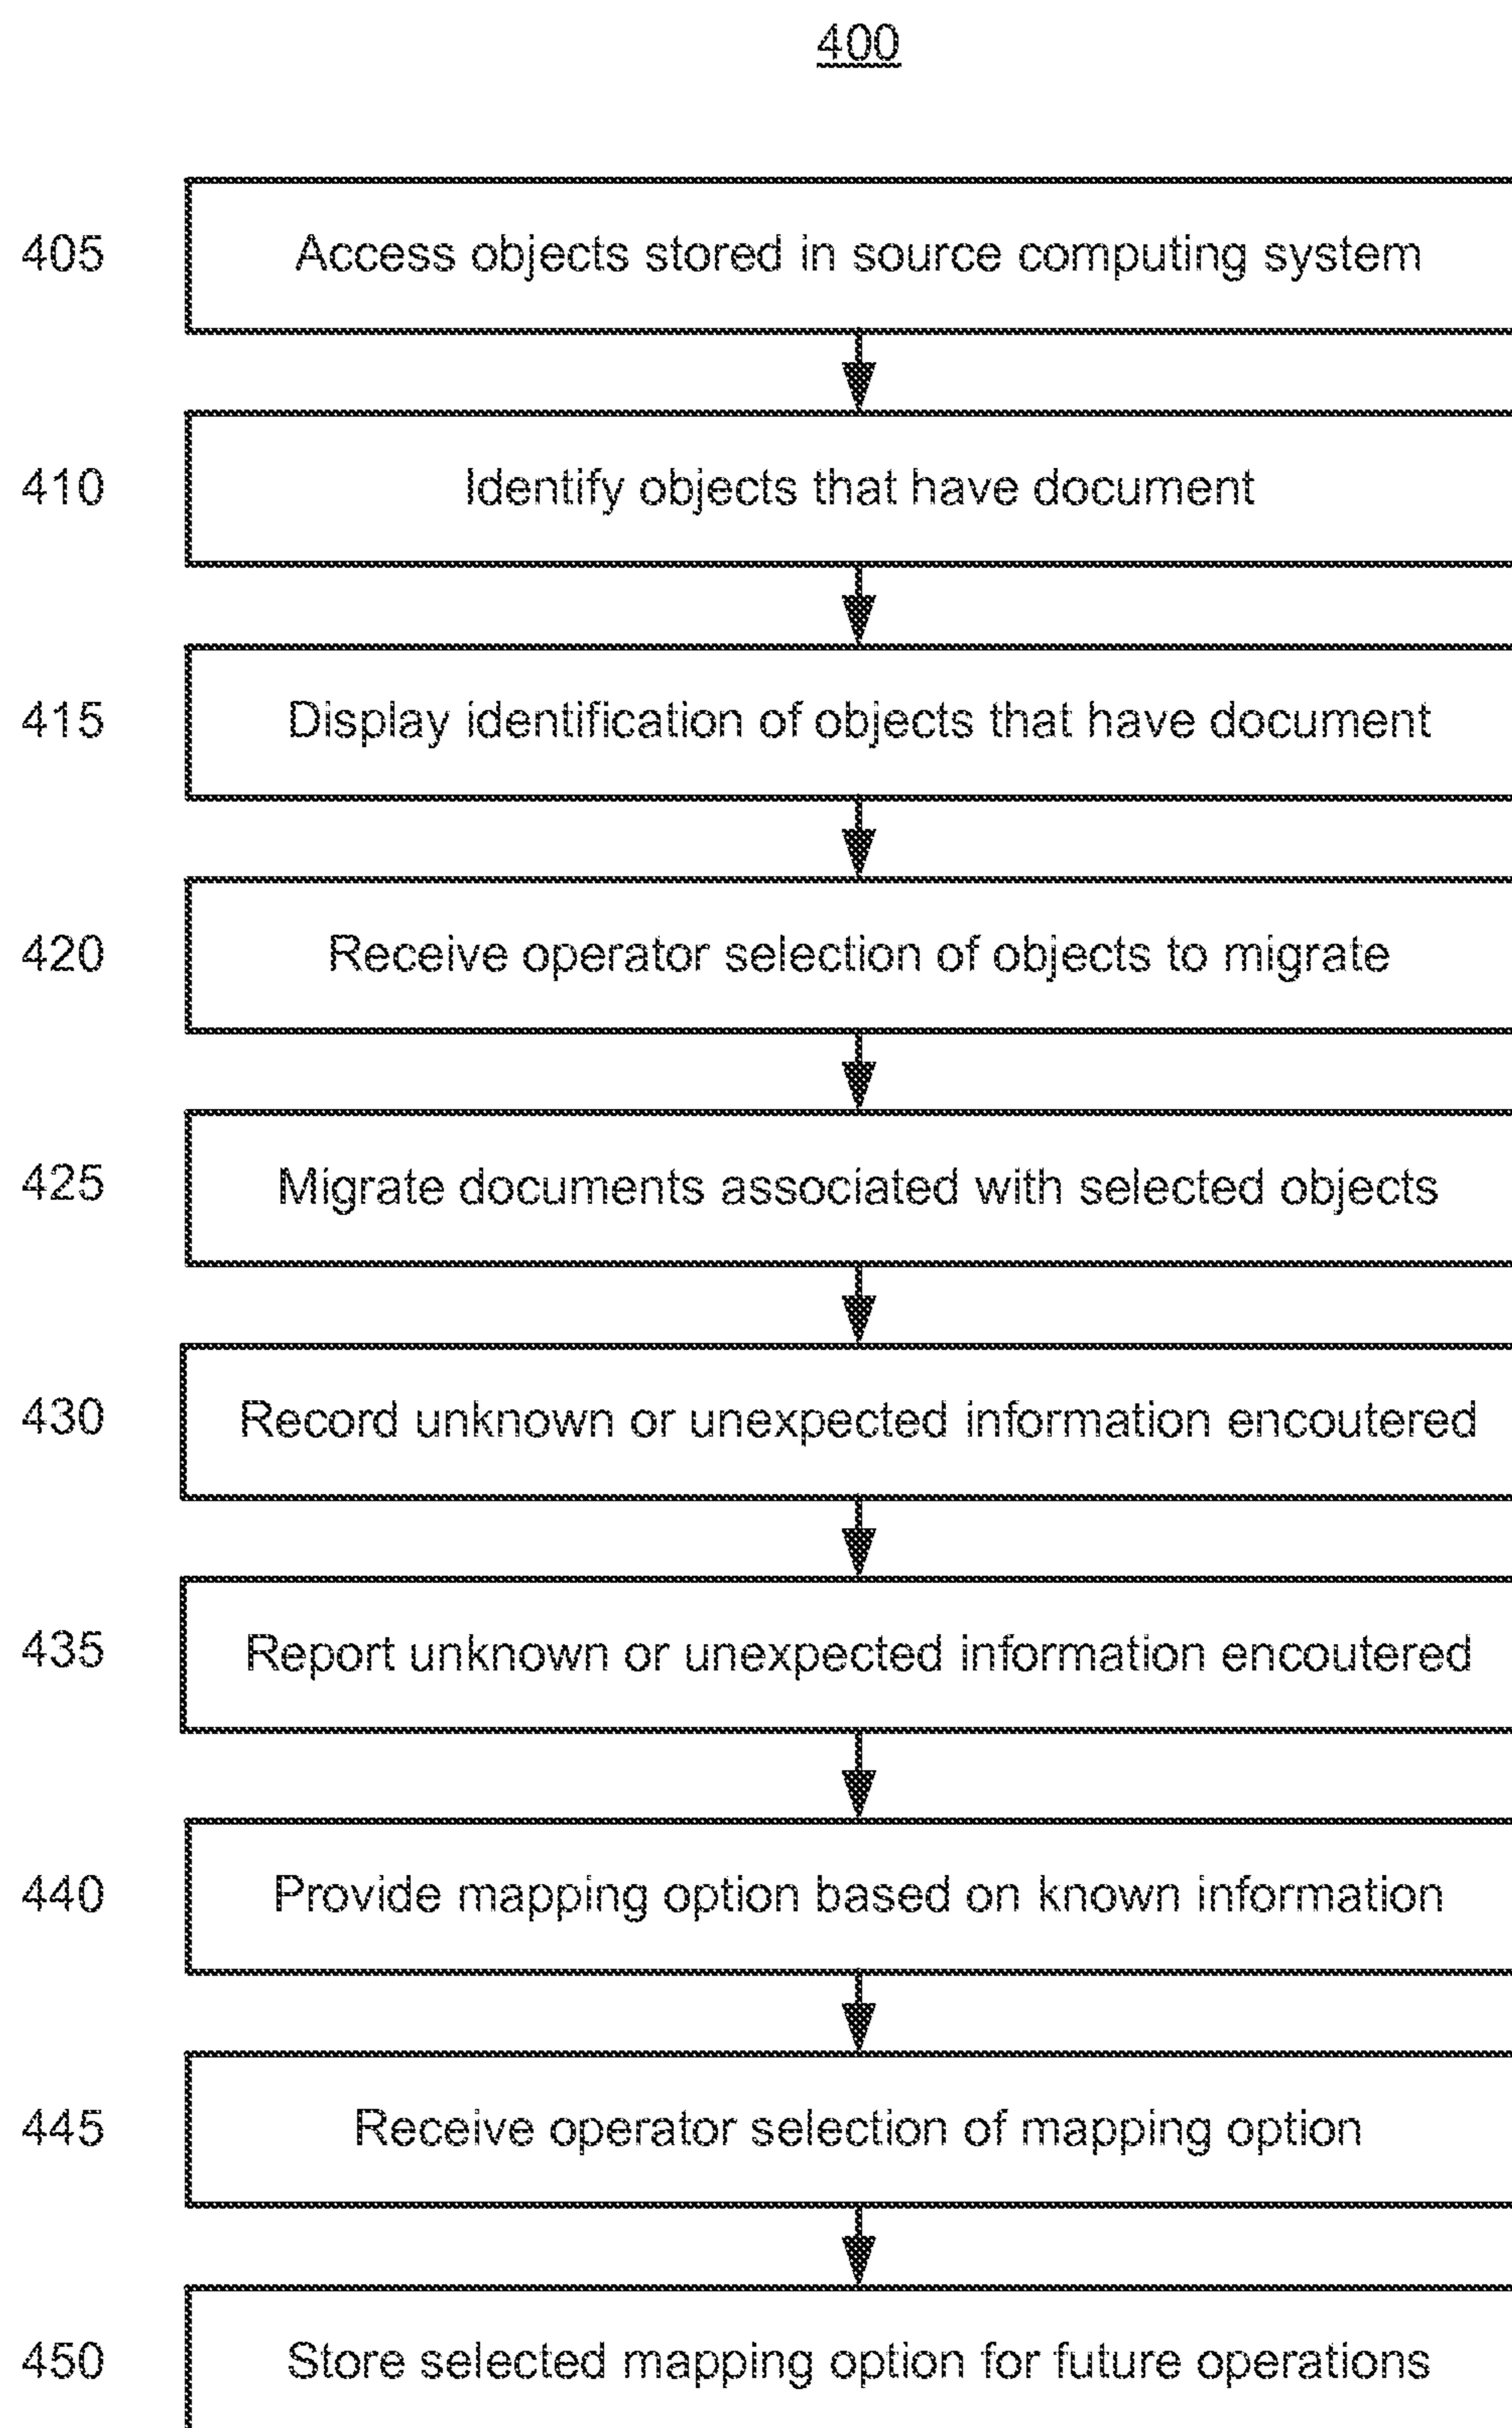 400
405 Access objects stored in source computing system
410 Identify objects that have document
415 Display identification of objects that have document
420 Receive operator selection of objects to migrate
425 Migrate documents associated with selected objects
430 Record unknown or unexpected information encoutered
435 Report unknown or unexpected information encoutered
440 Provide mapping option based on known information
445 Receive operator selection of mapping option
450 Store selected mapping option for future operations